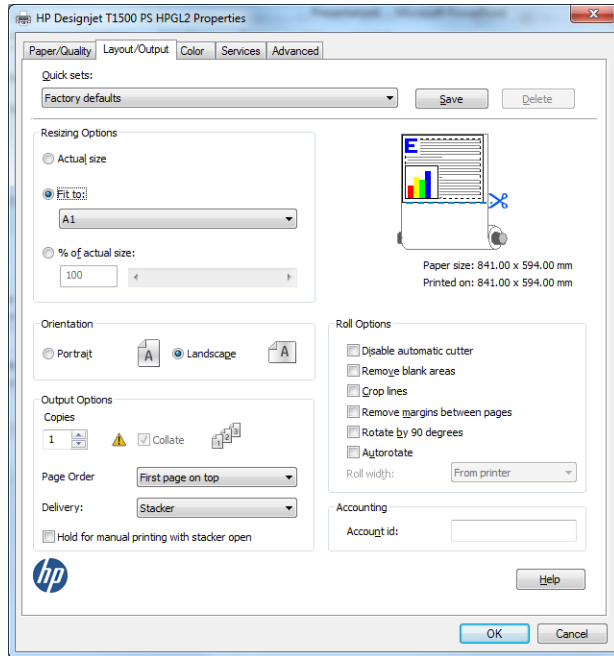 HP Designjet T1500 PS HPGL2 Properties
Paper/Quality Layout/Output Color Services Advanced
Quick sets:
Factory defaults Save Delete
Resizing Options
Actual size
Fit to:
A1
% of actual size:
100
E
Paper size: 841.00 x 594.00 mm
Printed on: 841.00 x 594.00 mm
Orientation
Portrait A Landscape A
Output Options
Copies
1 Collate 1 2 3
Page Order First page on top
Delivery: Stacker
Hold for manual printing with stacker open
Roll Options
Disable automatic cutter
Remove blank areas
Crop lines
Remove margins between pages
Rotate by 90 degrees
Autorotate
Roll width: From printer
Accounting
Account id:
hp
Help
OK Cancel